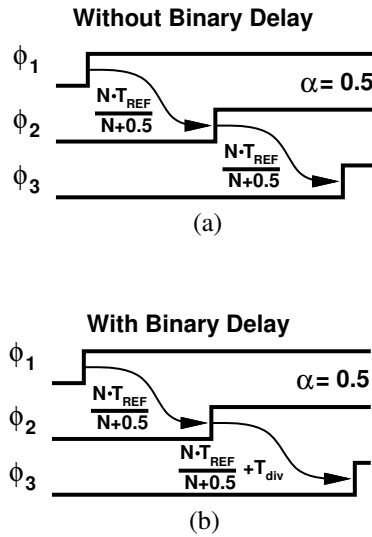 Without Binary Delay
ϕ1
α = 0.5
N·TREF
N+0.5
ϕ2
N·TREF
N+0.5
ϕ3
(a)
With Binary Delay
ϕ1
α = 0.5
N·TREF
N+0.5
ϕ2
N·TREF
N+0.5 +Tdiv
ϕ3
(b)